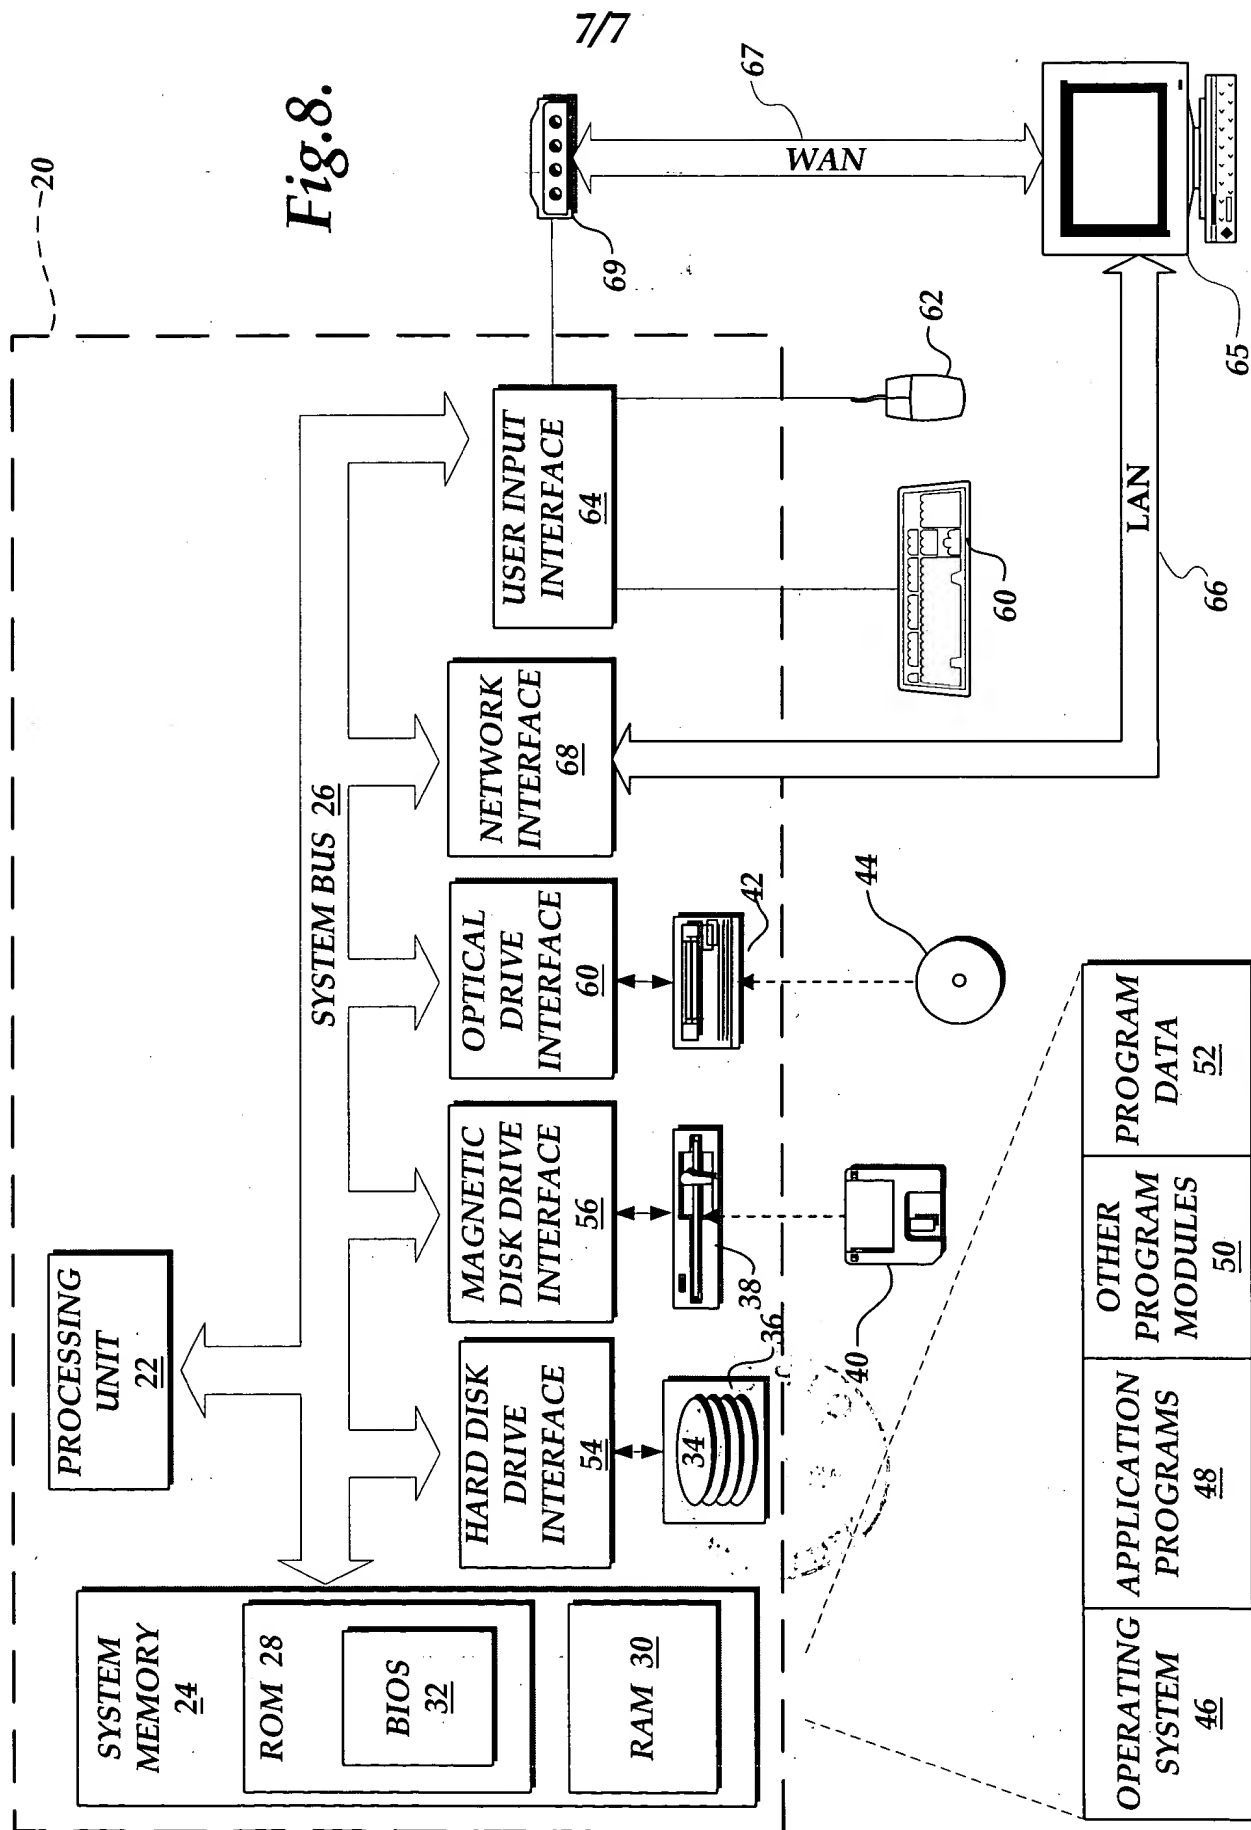 7/7
Fig.8.
20
PROCESSING
UNIT
22
SYSTEM BUS 26
SYSTEM
MEMORY
24
ROM 28
BIOS
32
RAM 30
HARD DISK
DRIVE
INTERFACE
54
MAGNETIC
DISK DRIVE
INTERFACE
56
OPTICAL
DRIVE
INTERFACE
60
NETWORK
INTERFACE
68
USER INPUT
INTERFACE
64
34
36
38
42
40
44
60
62
69
WAN
67
LAN
66
65
OPERATING
SYSTEM
46
APPLICATION
PROGRAMS
48
OTHER
PROGRAM
MODULES
50
PROGRAM
DATA
52